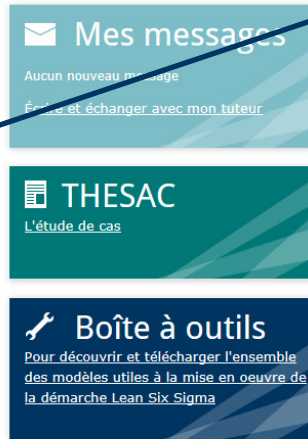 Mes messages
Aucun nouveau message
Écrire et échanger avec mon tuteur
THESAC
L'étude de cas
Boîte à outils
Pour découvrir et télécharger l'ensemble
des modèles utiles à la mise en oeuvre de
la démarche Lean Six Sigma